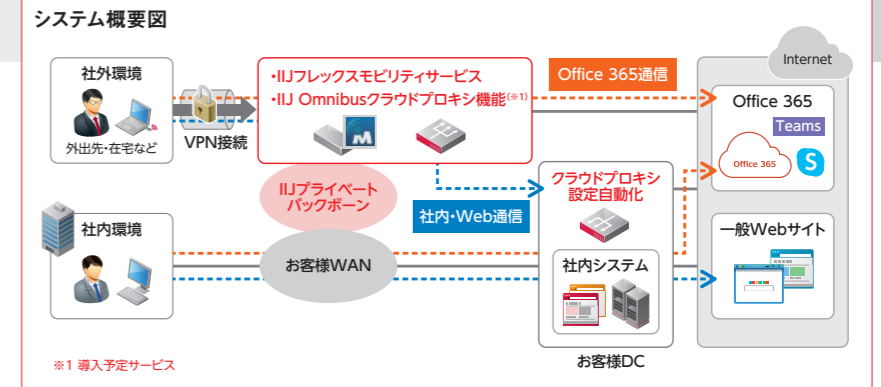 システム概要図
社外環境
外出先・在宅など
VPN接続
・IIJフレックスモビリティサービス
・IIJ Omnibusクラウドプロキシ機能(※1)
Office 365通信
Internet
Office 365
Teams
Office 365
S
IIJプライベート
バックボーン
社内・Web通信
クラウドプロキシ
設定自動化
社内環境
お客様WAN
社内システム
一般Webサイト
お客様DC
※1 導入予定サービス